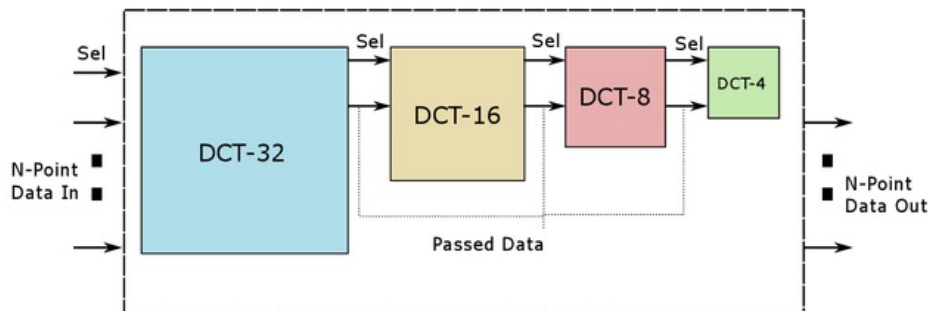 Sel
Sel
Sel
Sel
DCT-32
DCT-16
DCT-8
DCT-4
N-Point
Data In
Passed Data
N-Point
Data Out